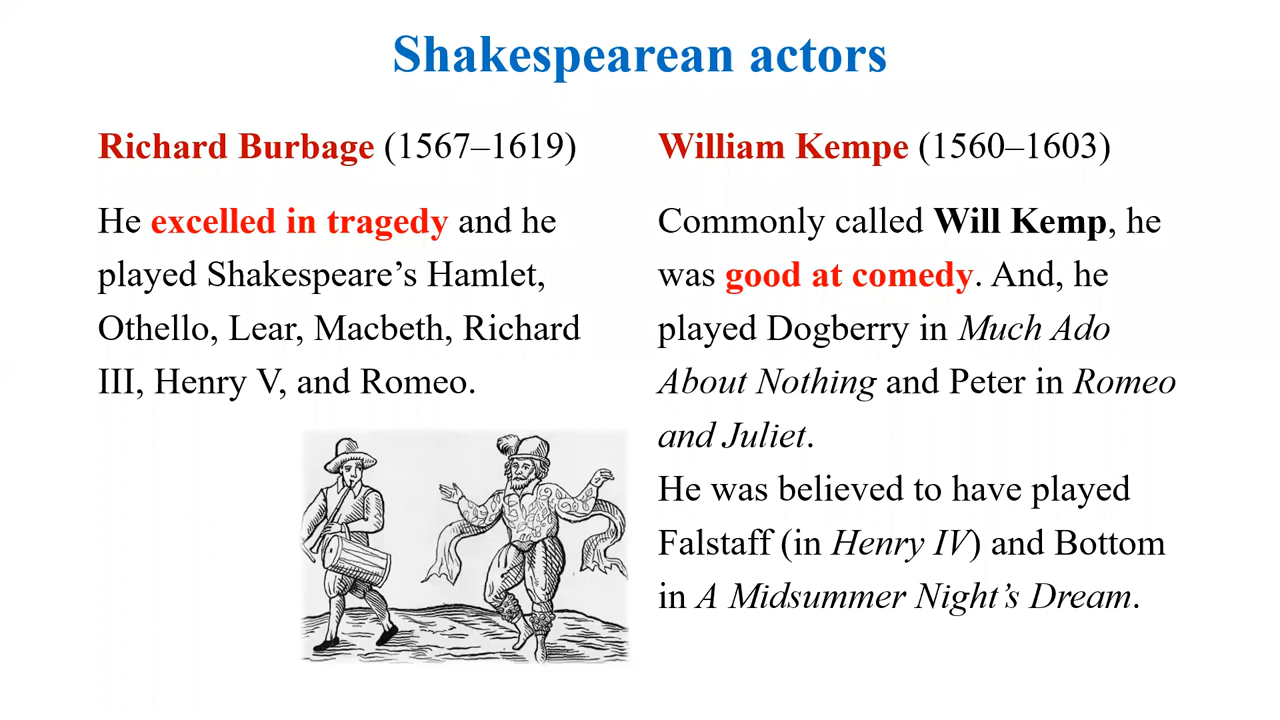 Shakespearean actors
Richard Burbage (1567–1619)
He excelled in tragedy and he
played Shakespeare’s Hamlet,
Othello, Lear, Macbeth, Richard
III, Henry V, and Romeo.
William Kempe (1560–1603)
Commonly called Will Kemp, he
was good at comedy. And, he
played Dogberry in Much Ado
About Nothing and Peter in Romeo
and Juliet.
He was believed to have played
Falstaff (in Henry IV) and Bottom
in A Midsummer Night’s Dream.